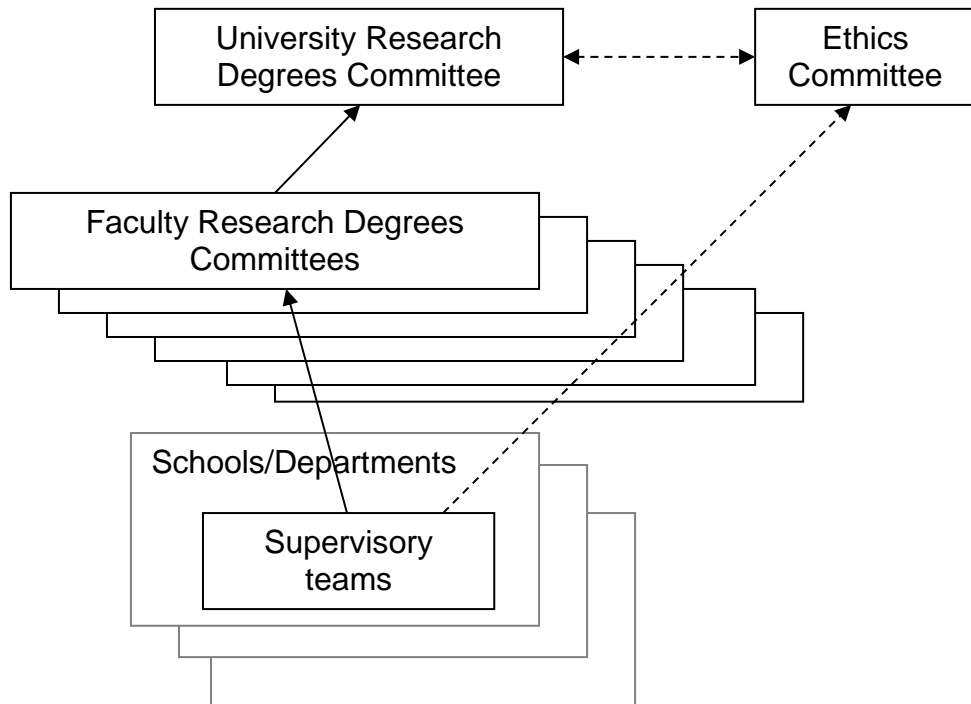 University Research
Degrees Committee
Ethics
Committee
Faculty Research Degrees
Committees
Schools/Departments
Supervisory
teams